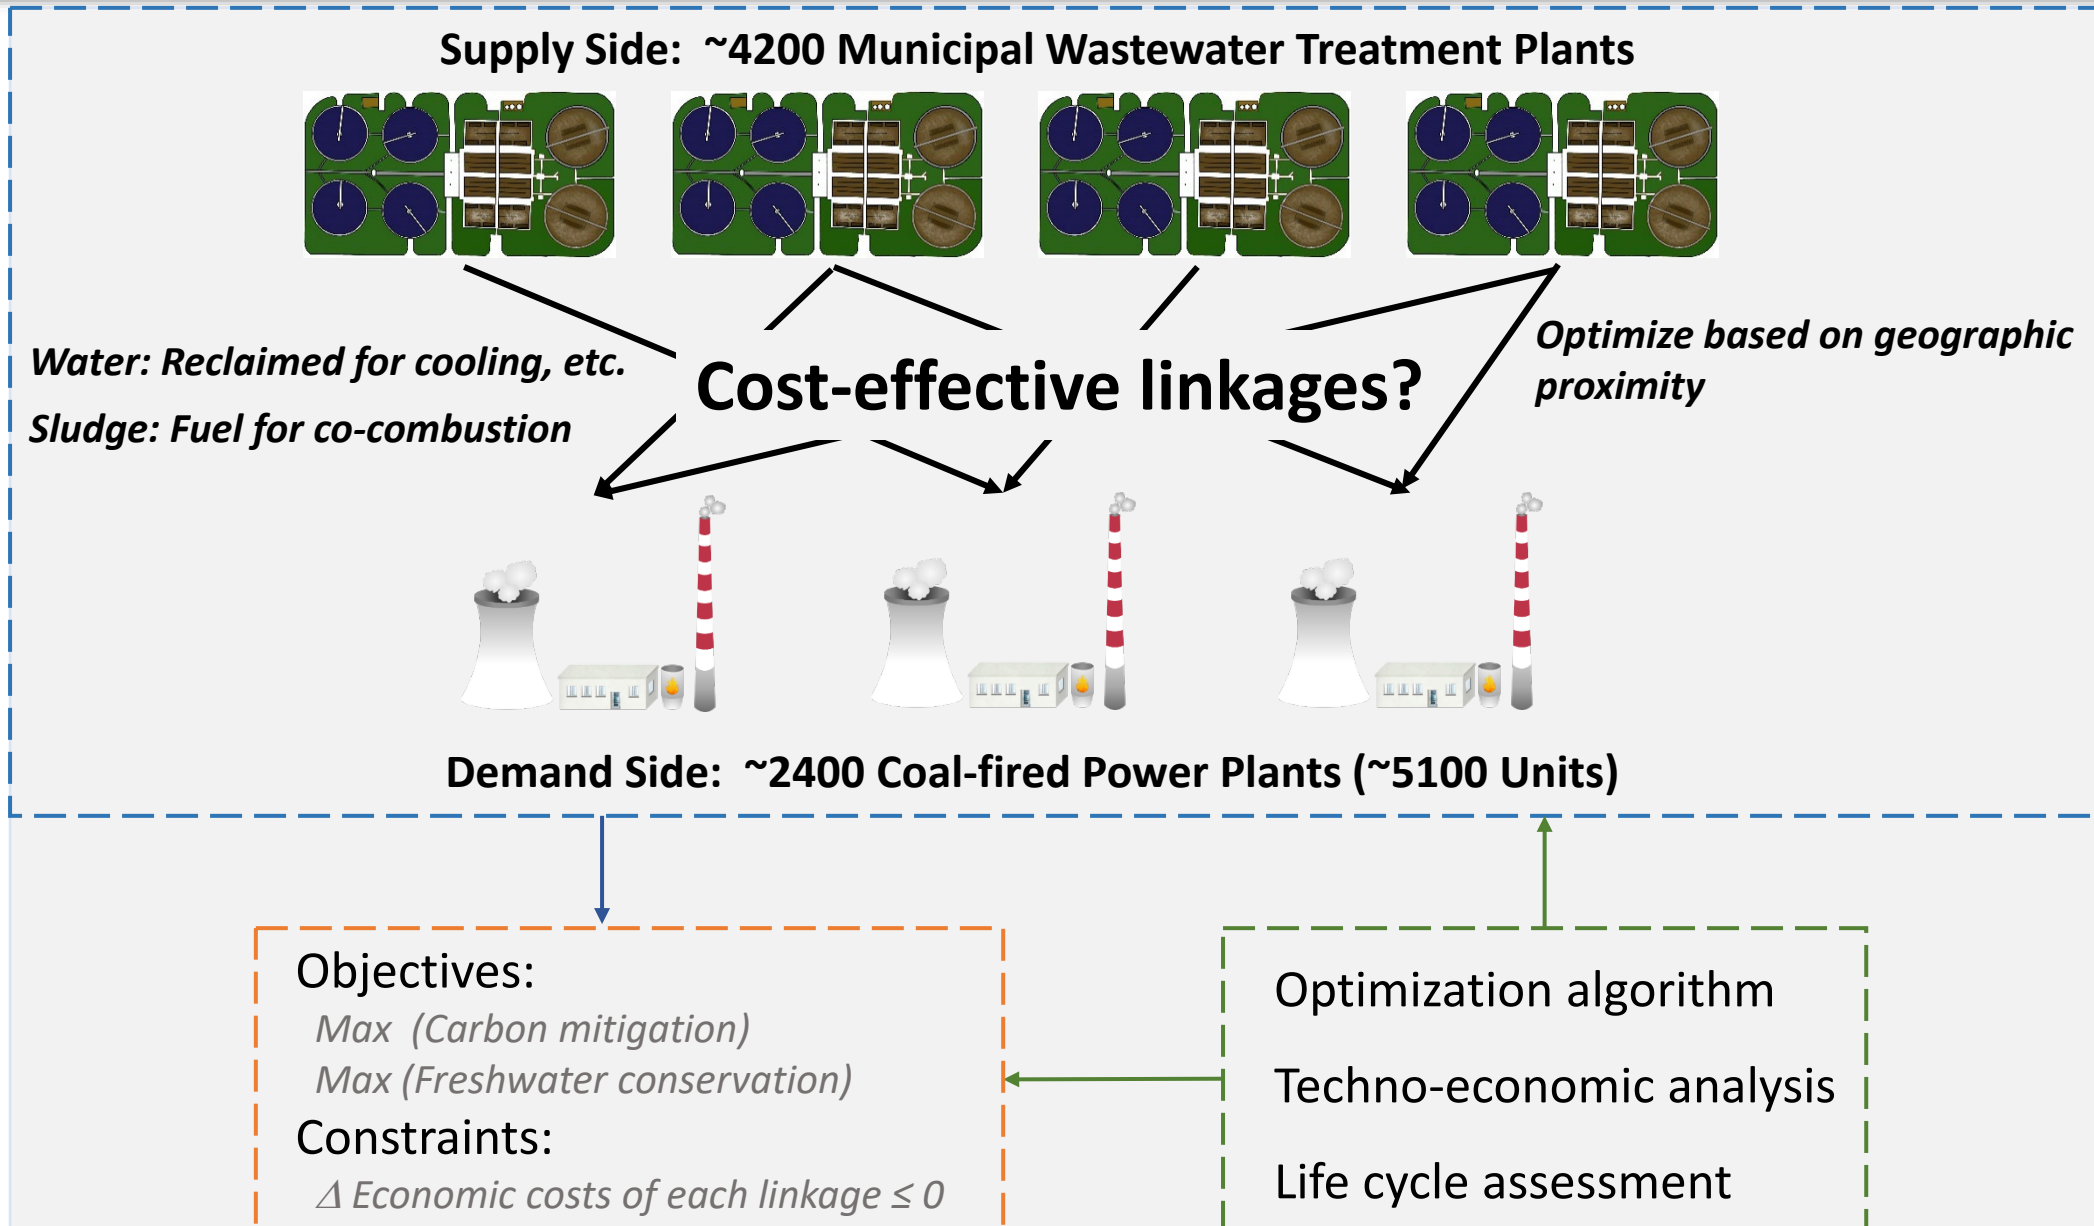 Supply Side: ~4200 Municipal Wastewater Treatment Plants
Water: Reclaimed for cooling, etc.
Sludge: Fuel for co-combustion
Cost-effective linkages?
Optimize based on geographic
proximity
Demand Side: ~2400 Coal-fired Power Plants (~5100 Units)
Objectives:
Max (Carbon mitigation)
Max (Freshwater conservation)
Constraints:
Δ Economic costs of each linkage ≤ 0
Optimization algorithm
Techno-economic analysis
Life cycle assessment